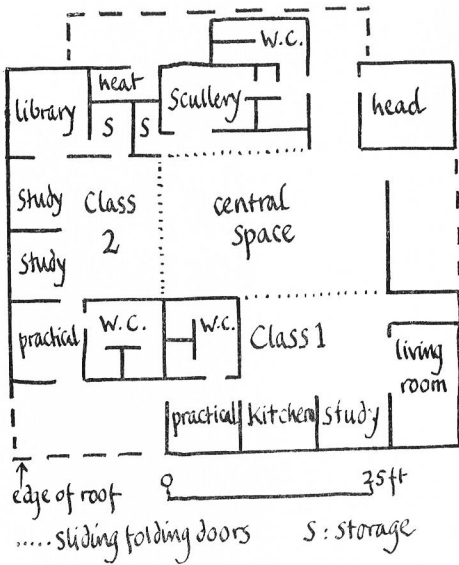 W.C.
heat
library
S
S
Scullery
head
Study
Class
2
central
space
Study
practical
W.C.
W.C.
Class 1
living
room
practical
kitchen
study
0
25ft
edge of roof
..... sliding folding doors
S: storage